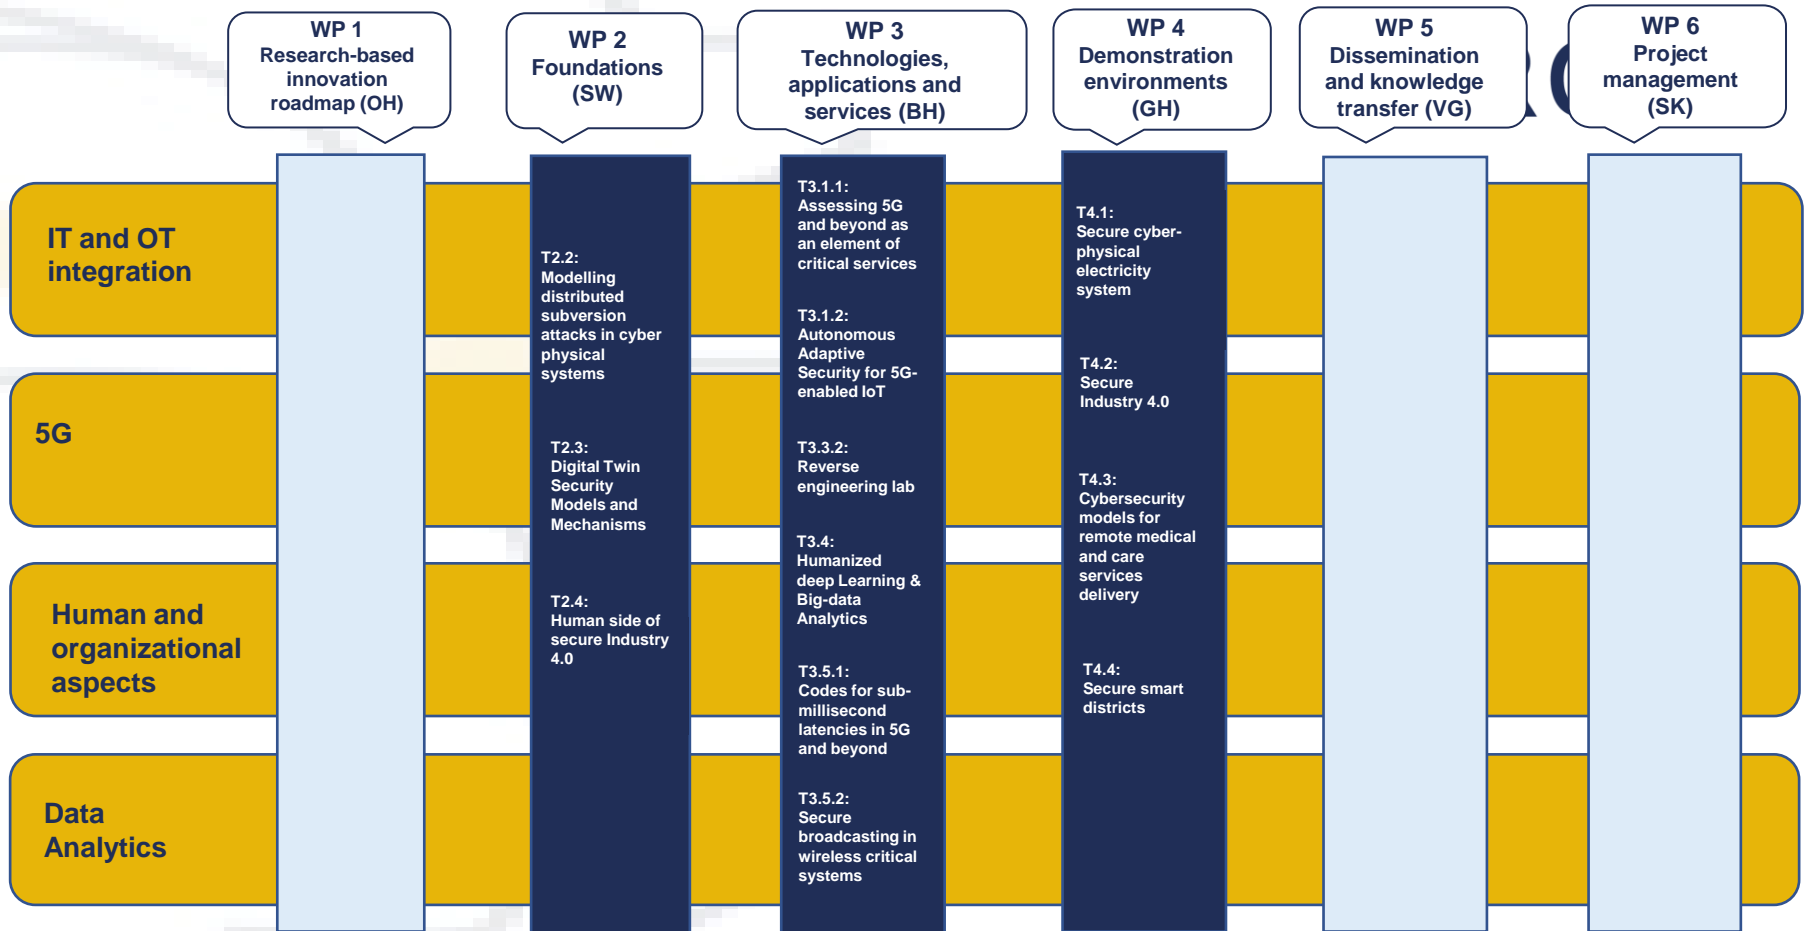 WP 1
Research-based
innovation
roadmap (OH)
WP 2
Foundations
(SW)
WP 3
Technologies,
applications and
services (BH)
WP 4
Demonstration
environments
(GH)
WP 5
Dissemination
and knowledge
transfer (VG)
WP 6
Project
management
(SK)
IT and OT
integration
5G
Human and
organizational
aspects
Data
Analytics
T2.2:
Modelling
distributed
subversion
attacks in cyber
physical
systems
T2.3:
Digital Twin
Security
Models and
Mechanisms
T2.4:
Human side of
secure Industry
4.0
T3.1.1:
Assessing 5G
and beyond as
an element of
critical services
T3.1.2:
Autonomous
Adaptive
Security for 5G-
enabled IoT
T3.3.2:
Reverse
engineering lab
T3.4:
Humanized
deep Learning &
Big-data
Analytics
T3.5.1:
Codes for sub-
millisecond
latencies in 5G
and beyond
T3.5.2:
Secure
broadcasting in
wireless critical
systems
T4.1:
Secure cyber-
physical
electricity
system
T4.2:
Secure
Industry 4.0
T4.3:
Cybersecurity
models for
remote medical
and care
services
delivery
T4.4:
Secure smart
districts